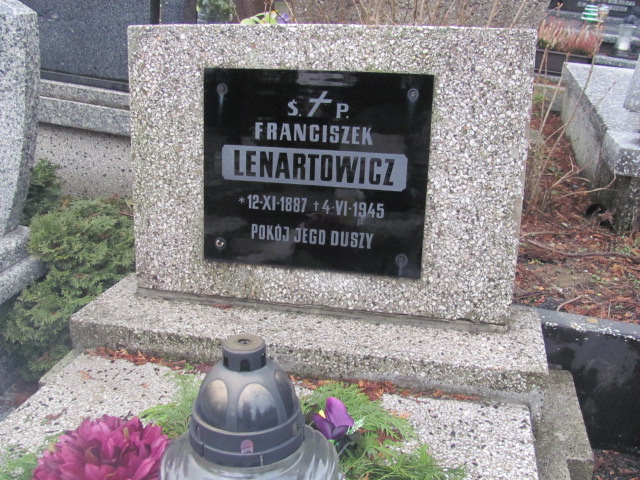 Ś. P.
FRANCISZEK
LENARTOWICZ
*12-XI-1887 +4-VI-1945
POKÓJ JEGO DUSZY